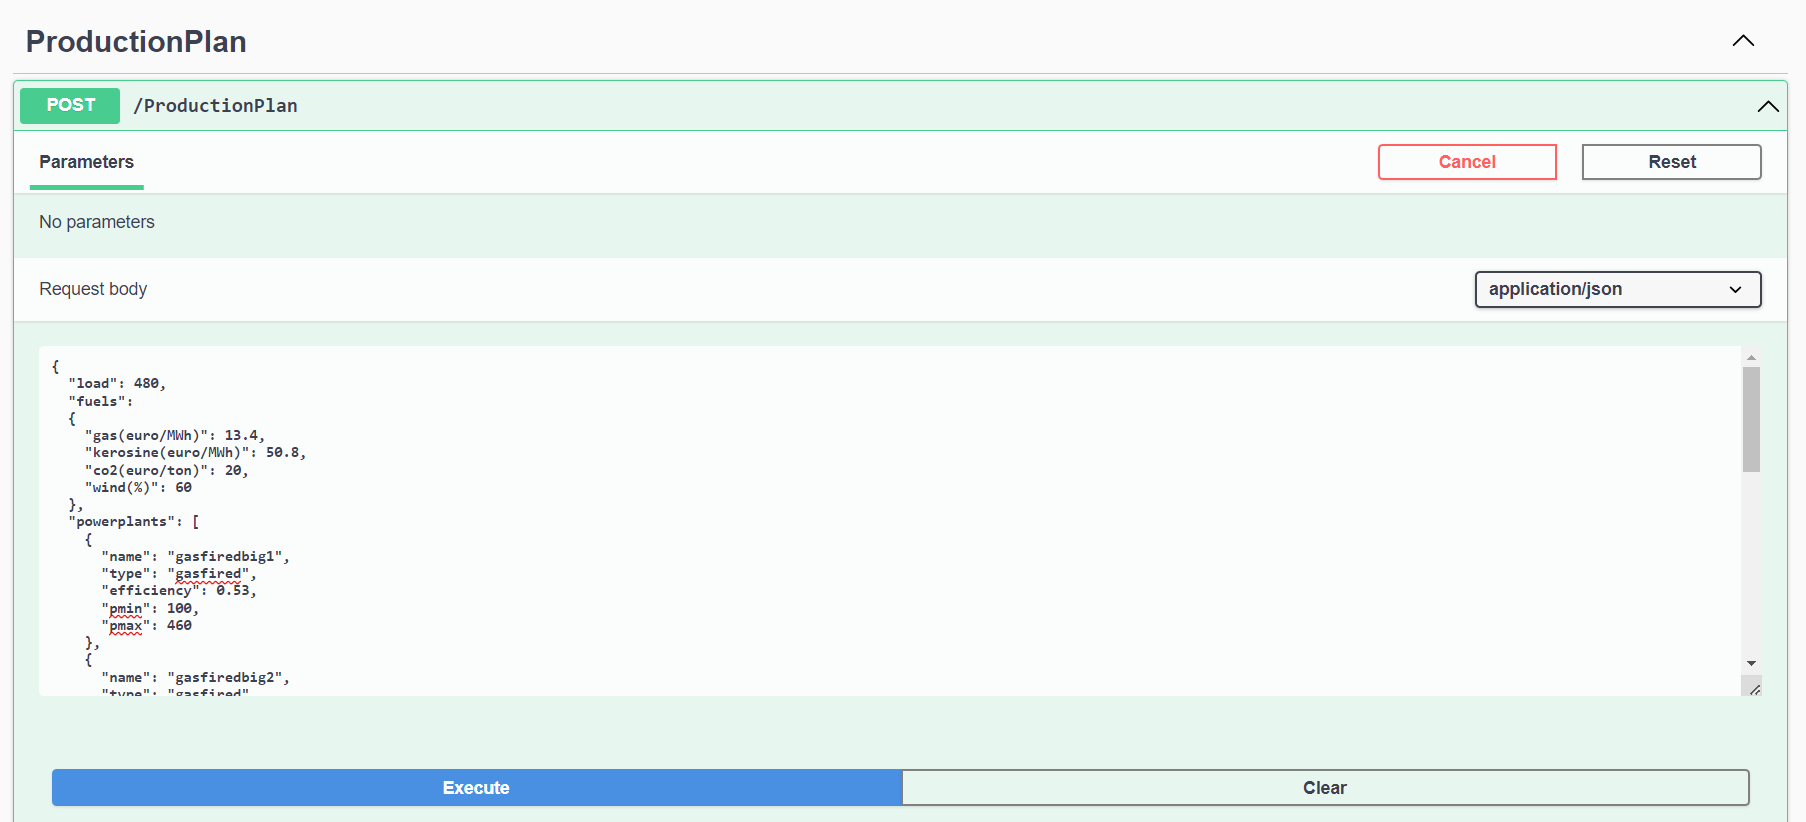 ProductionPlan
POST /ProductionPlan
Parameters
Cancel
Reset
No parameters
Request body
application/json
{
  "load": 480,
  "fuels":
  {
    "gas(euro/MWh)": 13.4,
    "kerosine(euro/MWh)": 50.8,
    "co2(euro/ton)": 20,
    "wind(%)": 60
  },
  "powerplants": [
    {
      "name": "gasfiredbig1",
      "type": "gasfired",
      "efficiency": 0.53,
      "pmin": 100,
      "pmax": 460
    },
    {
      "name": "gasfiredbig2",
      "type": "gasfired"
Execute
Clear